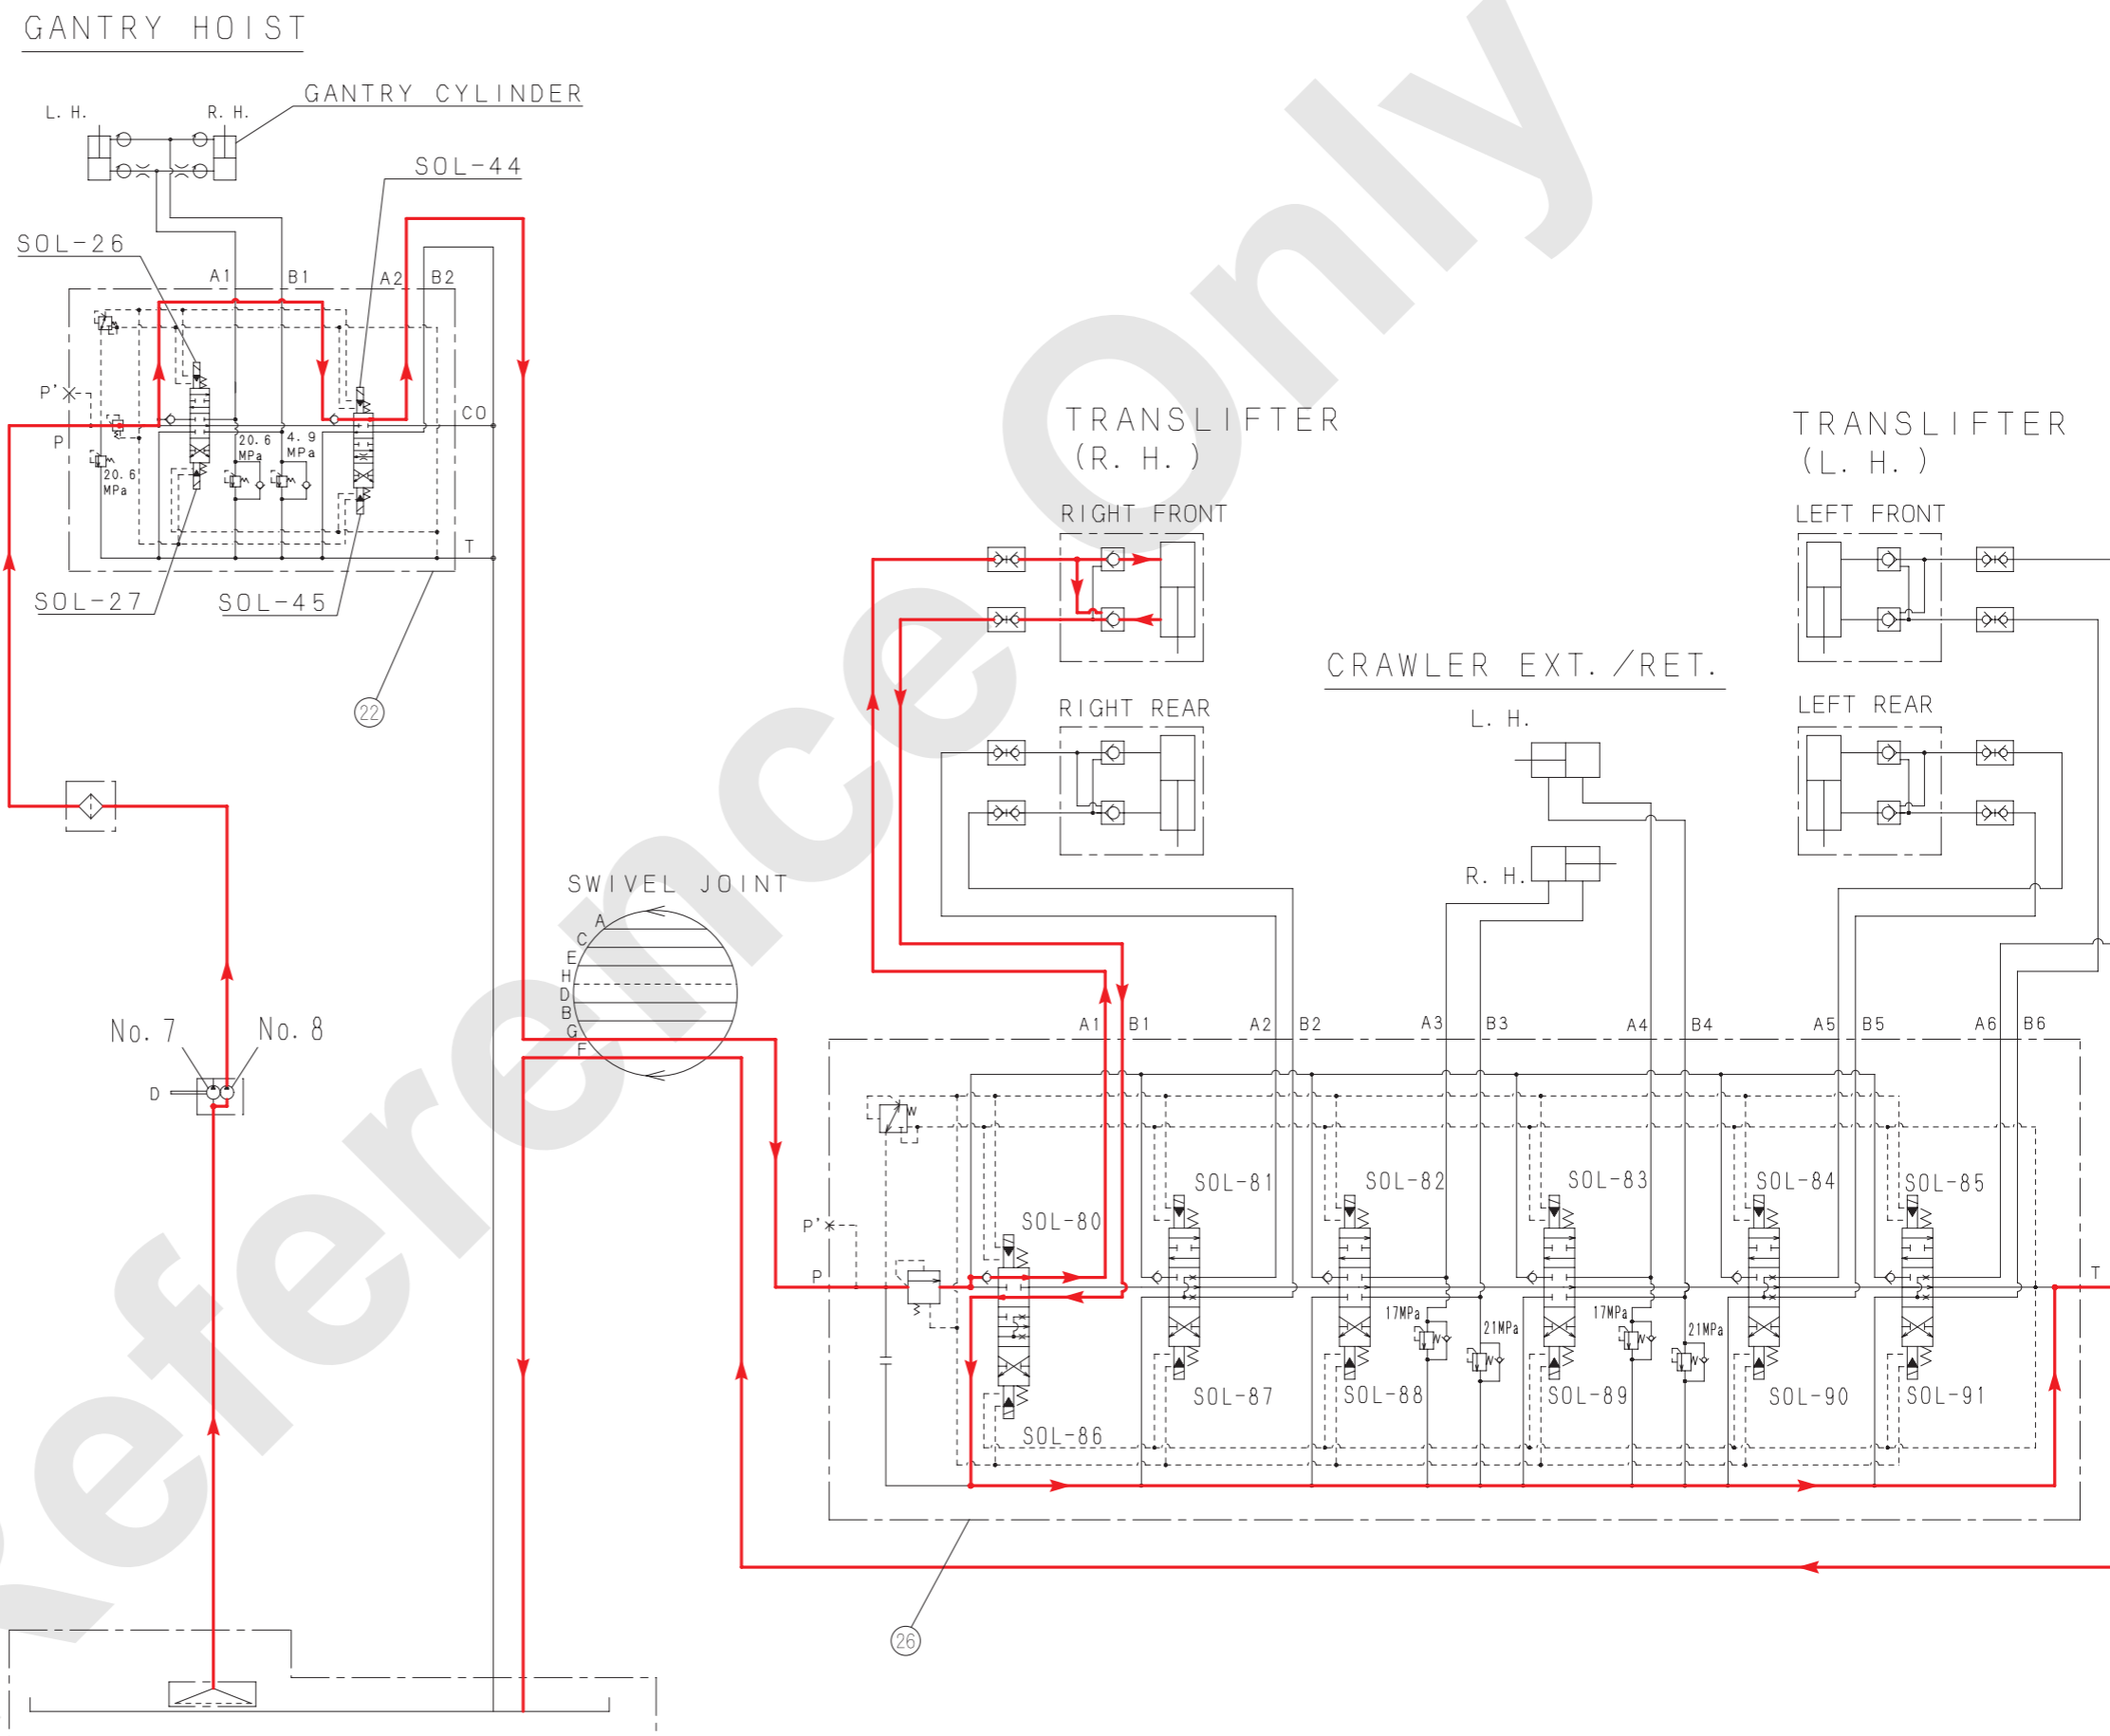 GANTRY HOIST
GANTRY CYLINDER
L. H.
R. H.
SOL-44
SOL-26
A1
B1
A2
B2
P'
CO
P
20.6
MPa
4.9
MPa
20.6
MPa
T
SOL-27
SOL-45
22
TRANSLIFTER
(R. H.)
TRANSLIFTER
(L. H.)
RIGHT FRONT
LEFT FRONT
CRAWLER EXT. /RET.
RIGHT REAR
L. H.
LEFT REAR
R. H.
SWIVEL JOINT
A
C
E
H
D
B
G
F
No. 7
No. 8
D
A1
B1
A2
B2
A3
B3
A4
B4
A5
B5
A6
B6
SOL-80
SOL-81
SOL-82
SOL-83
SOL-84
SOL-85
P'
P
T
17MPa
21MPa
17MPa
21MPa
SOL-86
SOL-87
SOL-88
SOL-89
SOL-90
SOL-91
26
Reference Only